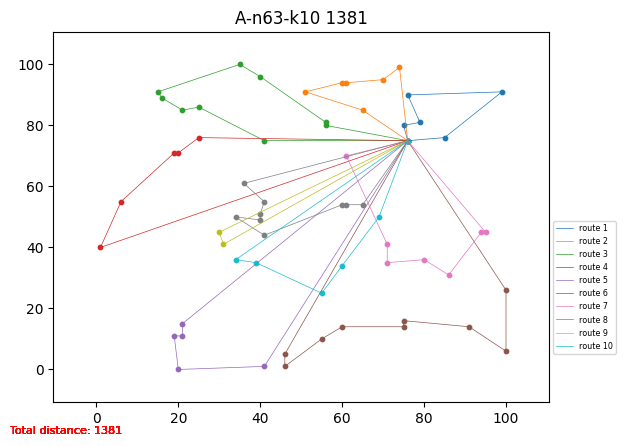 A-n63-k10 1381
100
80
60
40
20
0
0 20 40 60 80 100
route 1
route 2
route 3
route 4
route 5
route 6
route 7
route 8
route 9
route 10
Total distance: 1381